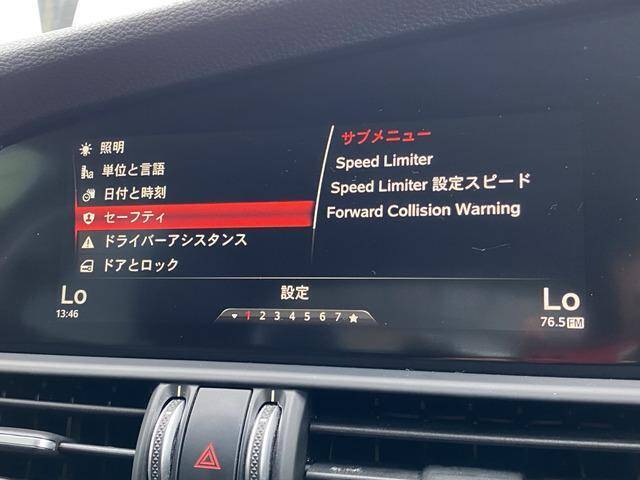 照明
単位と言語
日付と時刻
セーフティ
ドライバーアシスタンス
ドアとロック
サブメニュー
Speed Limiter
Speed Limiter 設定スピード
Forward Collision Warning
Lo
設定
Lo
13:46
1 2 3 4 5 6 7
76.5 FM